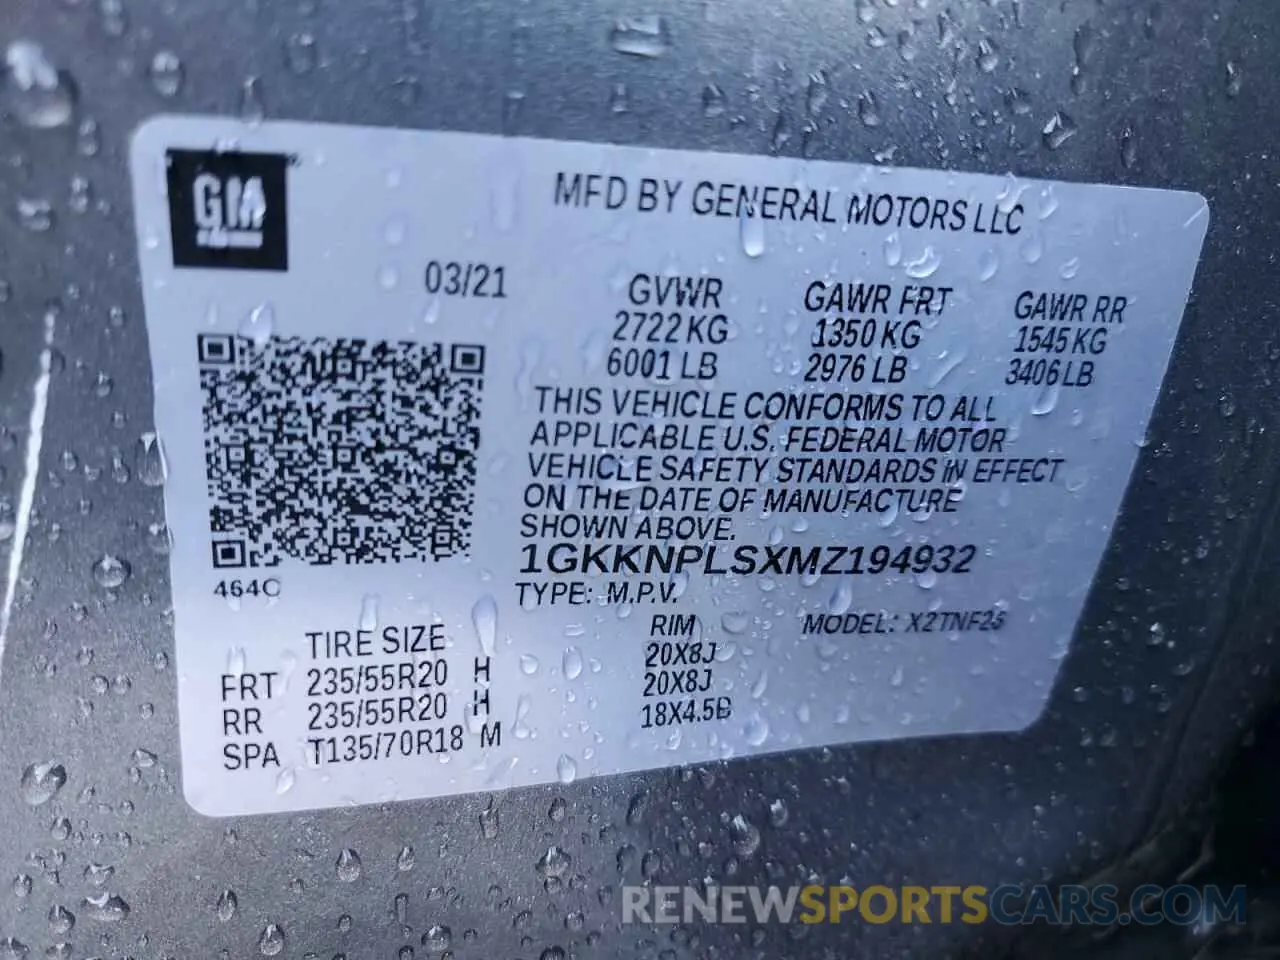 GM
MFD BY GENERAL MOTORS LLC
03/21
GVWR GAWR FRT GAWR RR
2722 KG 1350 KG 1545 KG
6001 LB 2976 LB 3406 LB
THIS VEHICLE CONFORMS TO ALL
APPLICABLE U.S. FEDERAL MOTOR
VEHICLE SAFETY STANDARDS IN EFFECT
ON THE DATE OF MANUFACTURE
SHOWN ABOVE.
1GKKNPLSXMZ194932
464C
TYPE: M.P.V.
MODEL: X2TNF26
TIRE SIZE RIM
FRT 235/55R20 H 20X8J
RR 235/55R20 H 20X8J
SPA T135/70R18 M 18X4.5B
RENEWSPORTSCARS.COM